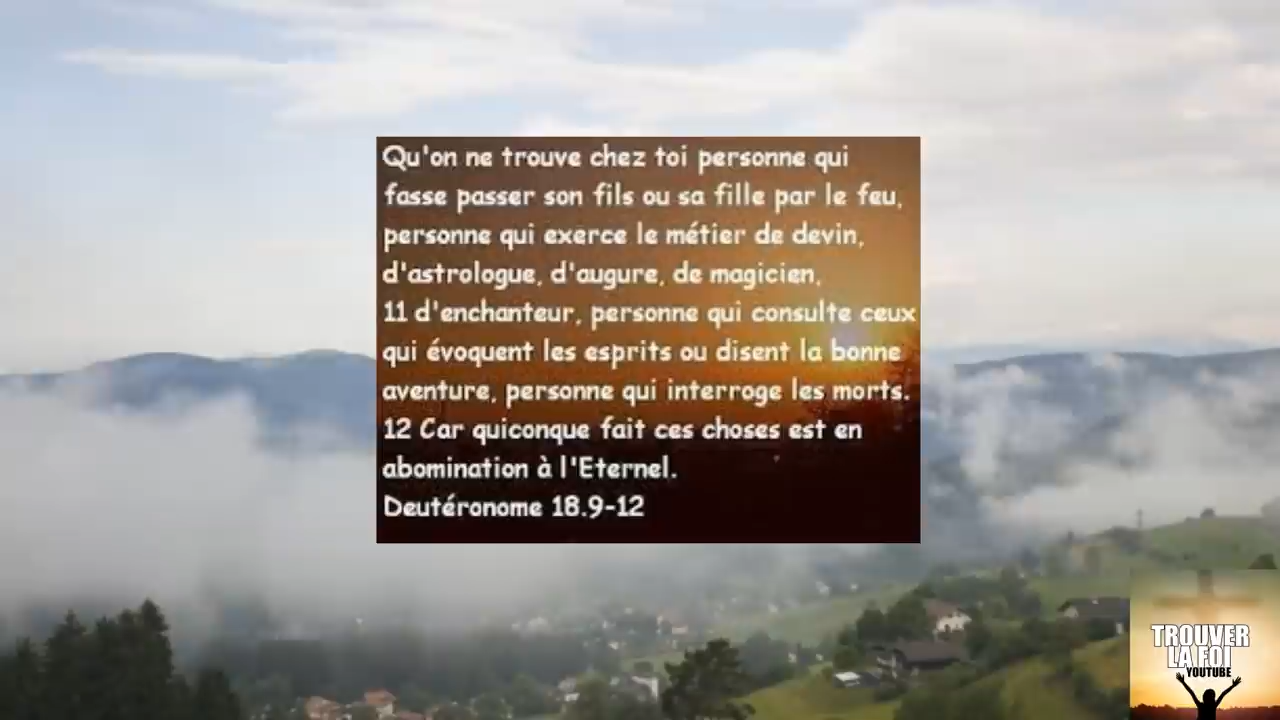 Qu'on ne trouve chez toi personne qui
fasse passer son fils ou sa fille par le feu,
personne qui exerce le métier de devin,
d'astrologue, d'augure, de magicien,
11 d'enchanteur, personne qui consulte ceux
qui évoquent les esprits ou disent la bonne
aventure, personne qui interroge les morts.
12 Car quiconque fait ces choses est en
abomination à l'Eternel.
Deutéronome 18.9-12
TROUVER
LA FOI
YOUTUBE